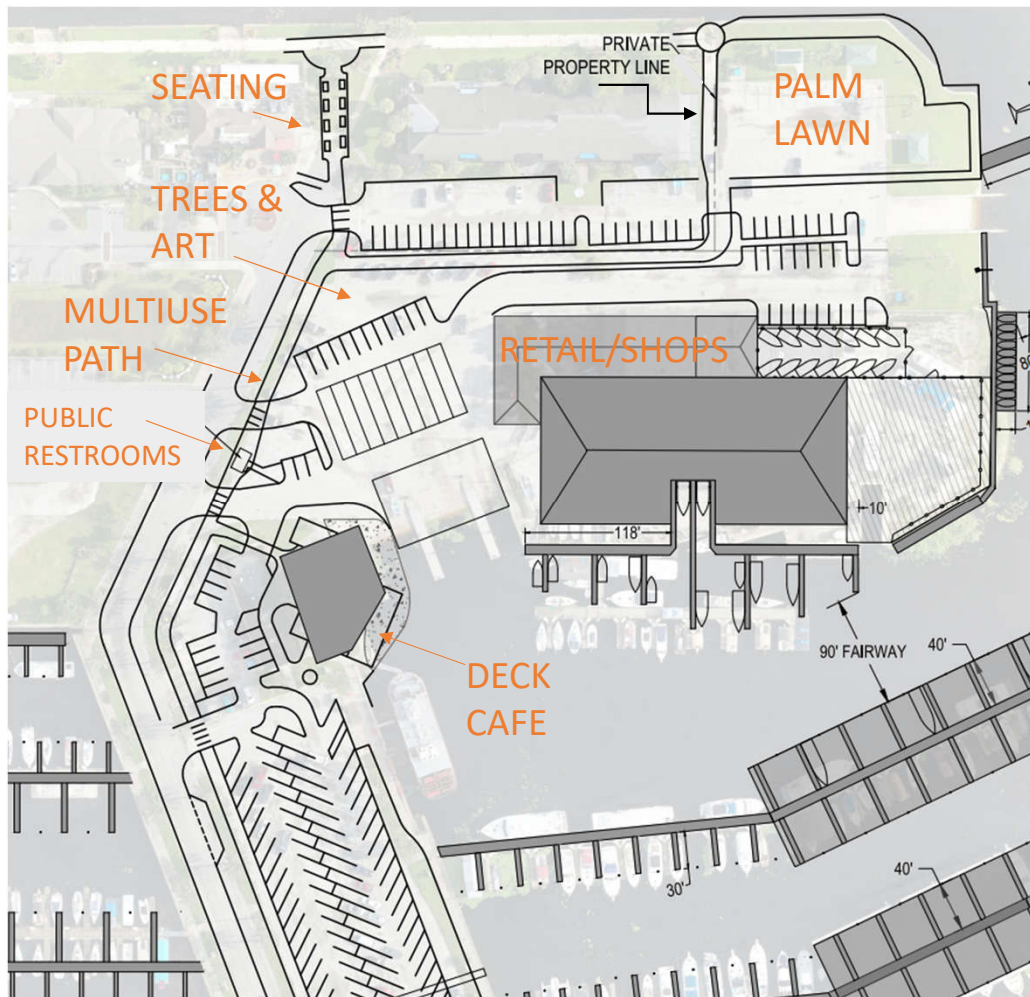 PRIVATE
PROPERTY LINE
SEATING
PALM
LAWN
TREES &
ART
MULTIUSE
PATH
RETAIL/SHOPS
PUBLIC
RESTROOMS
10'
118'
90' FAIRWAY
40'
DECK
CAFE
30'
40'